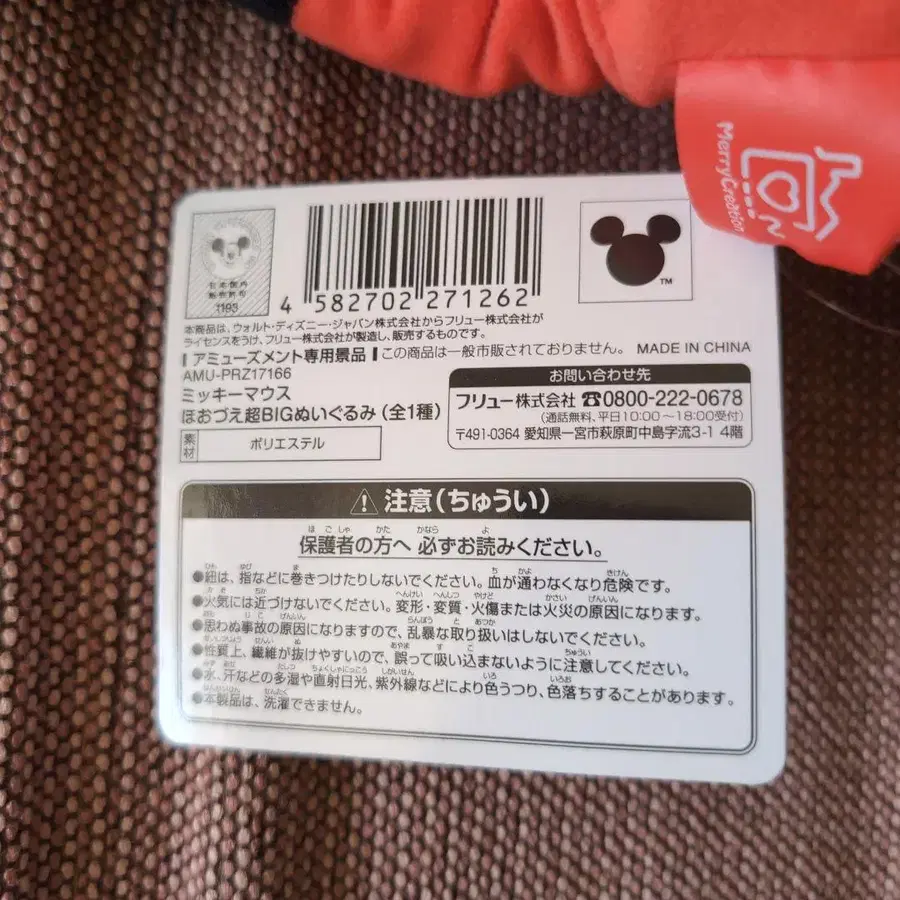 MerryCreation
日本国内
販売許可
1193
4 582702 271262
TM
本商品は、ウォルト・ディズニー・ジャパン株式会社からフリュー株式会社が
ライセンスをうけ、フリュー株式会社が製造し、販売するものです。
アミューズメント専用景品 この商品は一般市販されておりません。 MADE IN CHINA
AMU-PRZ17166
ミッキーマウス
ほおづえ超BIGぬいぐるみ(全1種)
素材 ポリエステル
お問い合わせ先
フリュー株式会社 ☎0800-222-0678
(通話無料、平日10:00~18:00受付)
〒491-0364 愛知県一宮市萩原町中島字流3-1 4階
⚠ 注意(ちゅうい)
ほごしゃ かた かなら よ
保護者の方へ 必ずお読みください。
●紐は、指などに巻きつけたりしないでください。血が通わなくなり危険です。
●火気には近づけないでください。変形・変質・火傷または火災の原因になります。
●思わぬ事故の原因になりますので、乱暴な取り扱いはしないでください。
●性質上、繊維が抜けやすいので、誤って吸い込まないように注意してください。
●水、汗などの多湿や直射日光、紫外線などにより色うつり、色落ちすることがあります。
●本製品は、洗濯できません。